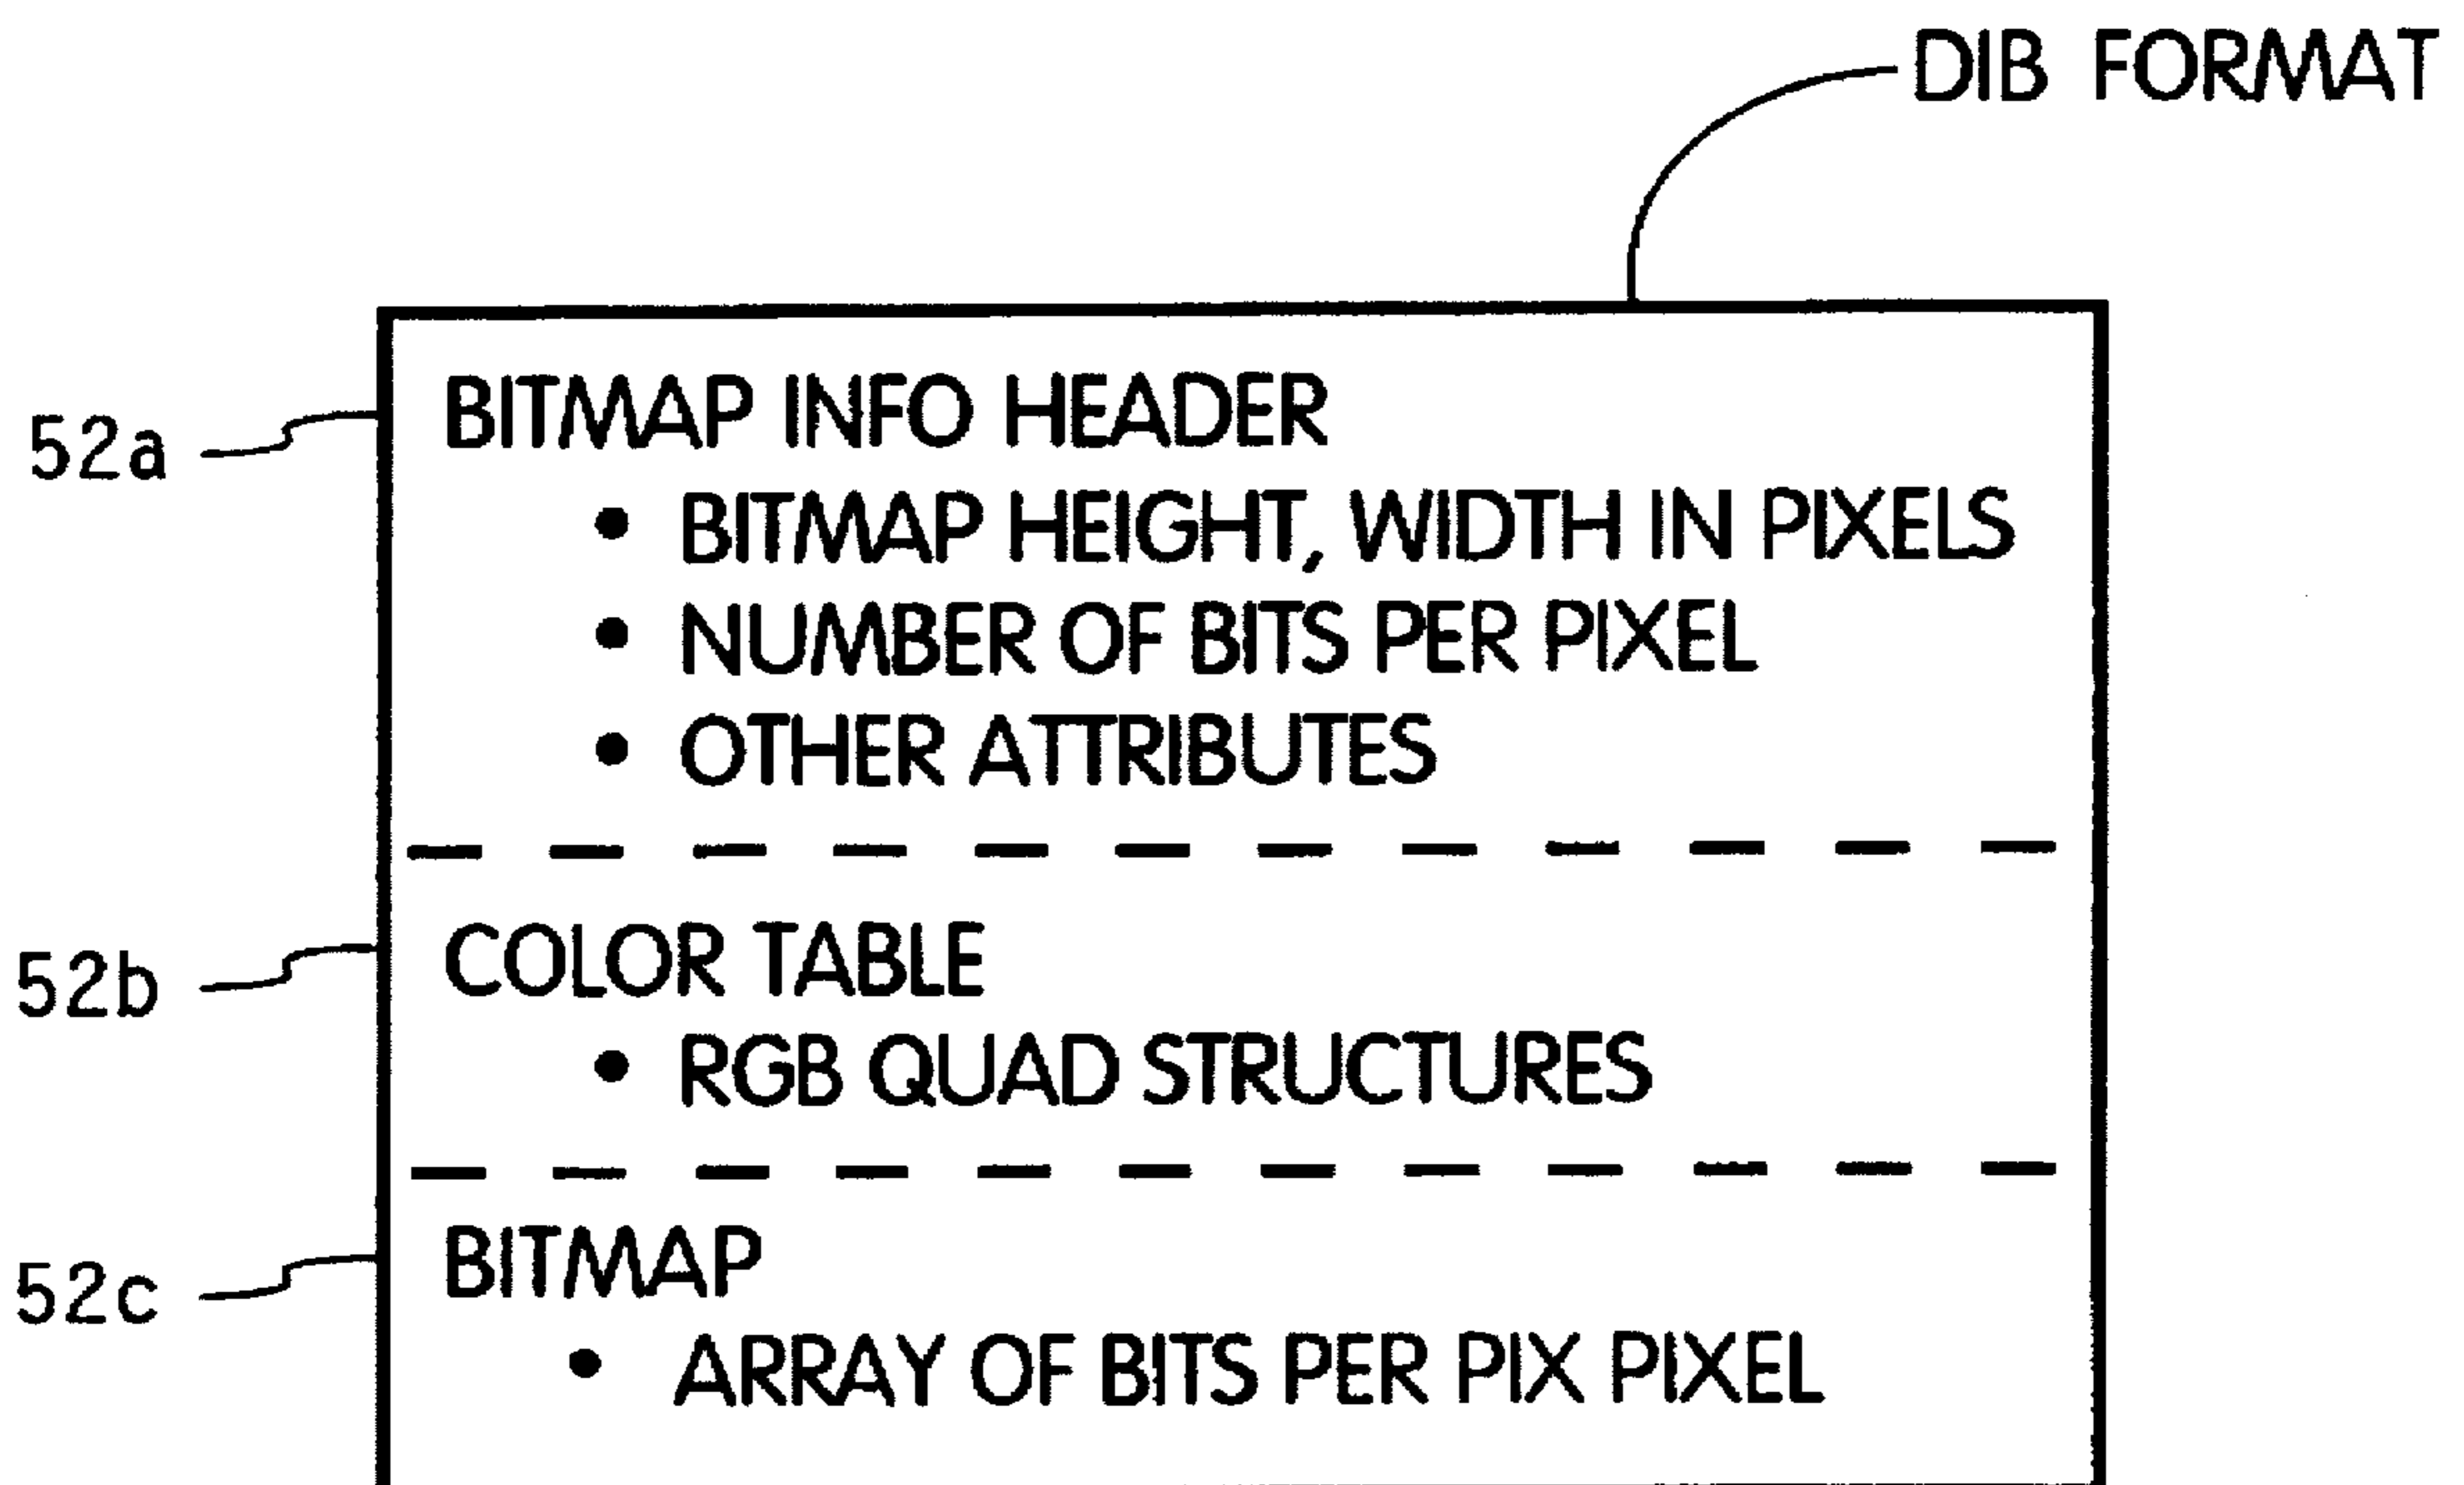 DIB FORMAT
52a
BITMAP INFO HEADER
• BITMAP HEIGHT, WIDTH IN PIXELS
• NUMBER OF BITS PER PIXEL
• OTHER ATTRIBUTES
52b
COLOR TABLE
• RGB QUAD STRUCTURES
52c
BITMAP
• ARRAY OF BITS PER PIX PIXEL